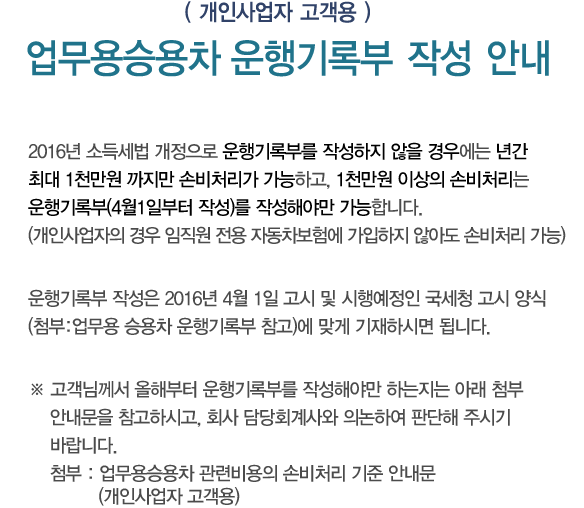 ( 개인사업자 고객용 )
업무용승용차 운행기록부 작성 안내
2016년 소득세법 개정으로 운행기록부를 작성하지 않을 경우에는 년간
최대 1천만원 까지만 손비처리가 가능하고, 1천만원 이상의 손비처리는
운행기록부(4월1일부터 작성)를 작성해야만 가능합니다.
(개인사업자의 경우 임직원 전용 자동차보험에 가입하지 않아도 손비처리 가능)
운행기록부 작성은 2016년 4월 1일 고시 및 시행예정인 국세청 고시 양식
(첨부:업무용 승용차 운행기록부 참고)에 맞게 기재하시면 됩니다.
※ 고객님께서 올해부터 운행기록부를 작성해야만 하는지는 아래 첨부
안내문을 참고하시고, 회사 담당회계사와 의논하여 판단해 주시기
바랍니다.
첨부 : 업무용승용차 관련비용의 손비처리 기준 안내문
(개인사업자 고객용)